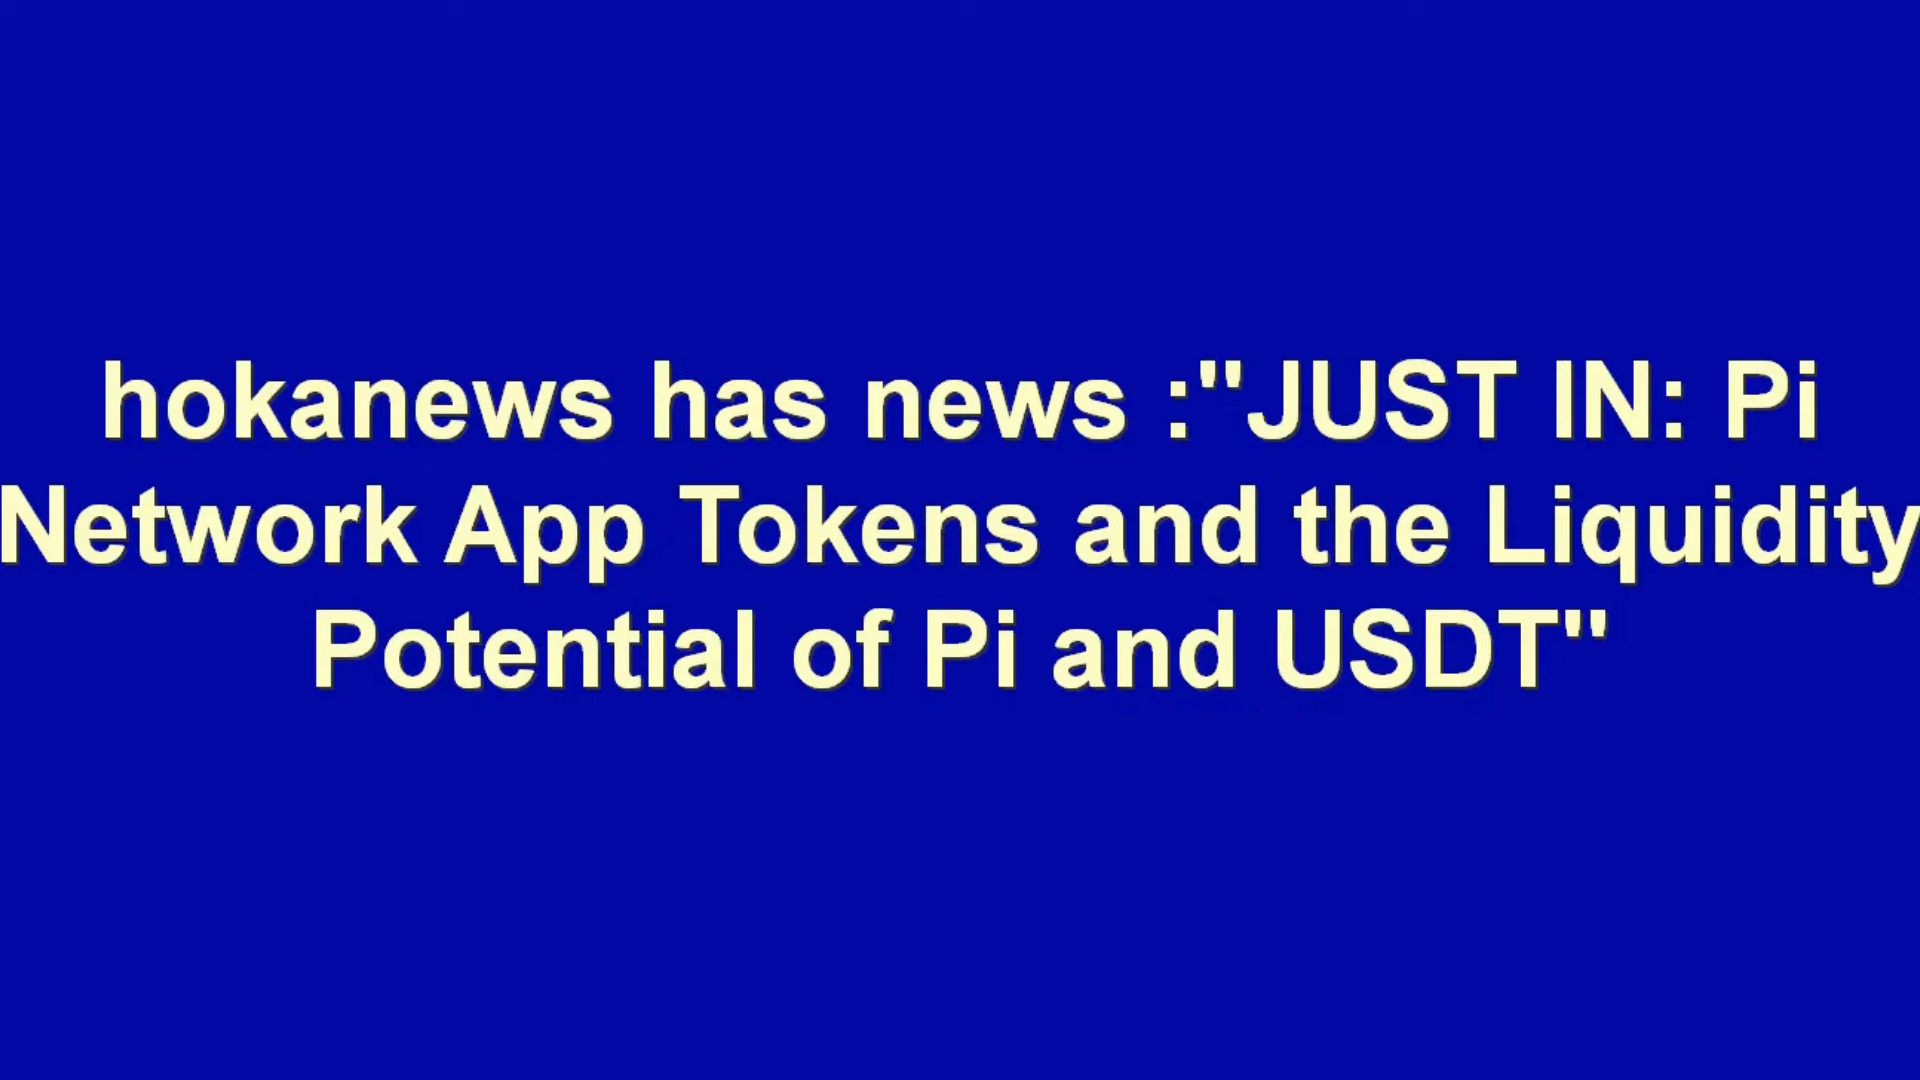 hokanews has news :"JUST IN: Pi
Network App Tokens and the Liquidity
Potential of Pi and USDT"